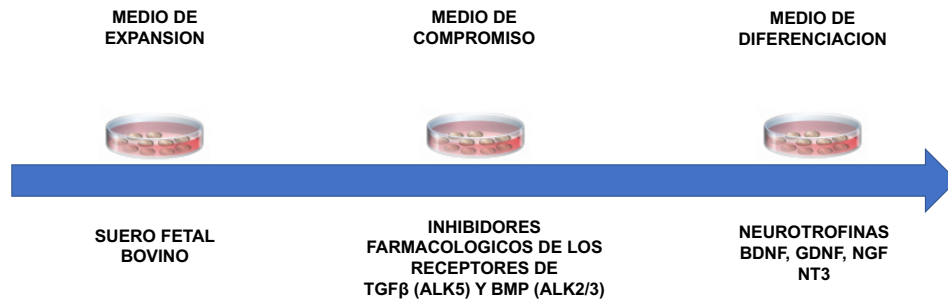 MEDIO DE
EXPANSION
MEDIO DE
COMPROMISO
MEDIO DE
DIFERENCIACION
SUERO FETAL
BOVINO
INHIBIDORES
FARMACOLOGICOS DE LOS
RECEPTORES DE
TGFβ (ALK5) Y BMP (ALK2/3)
NEUROTROFINAS
BDNF, GDNF, NGF
NT3